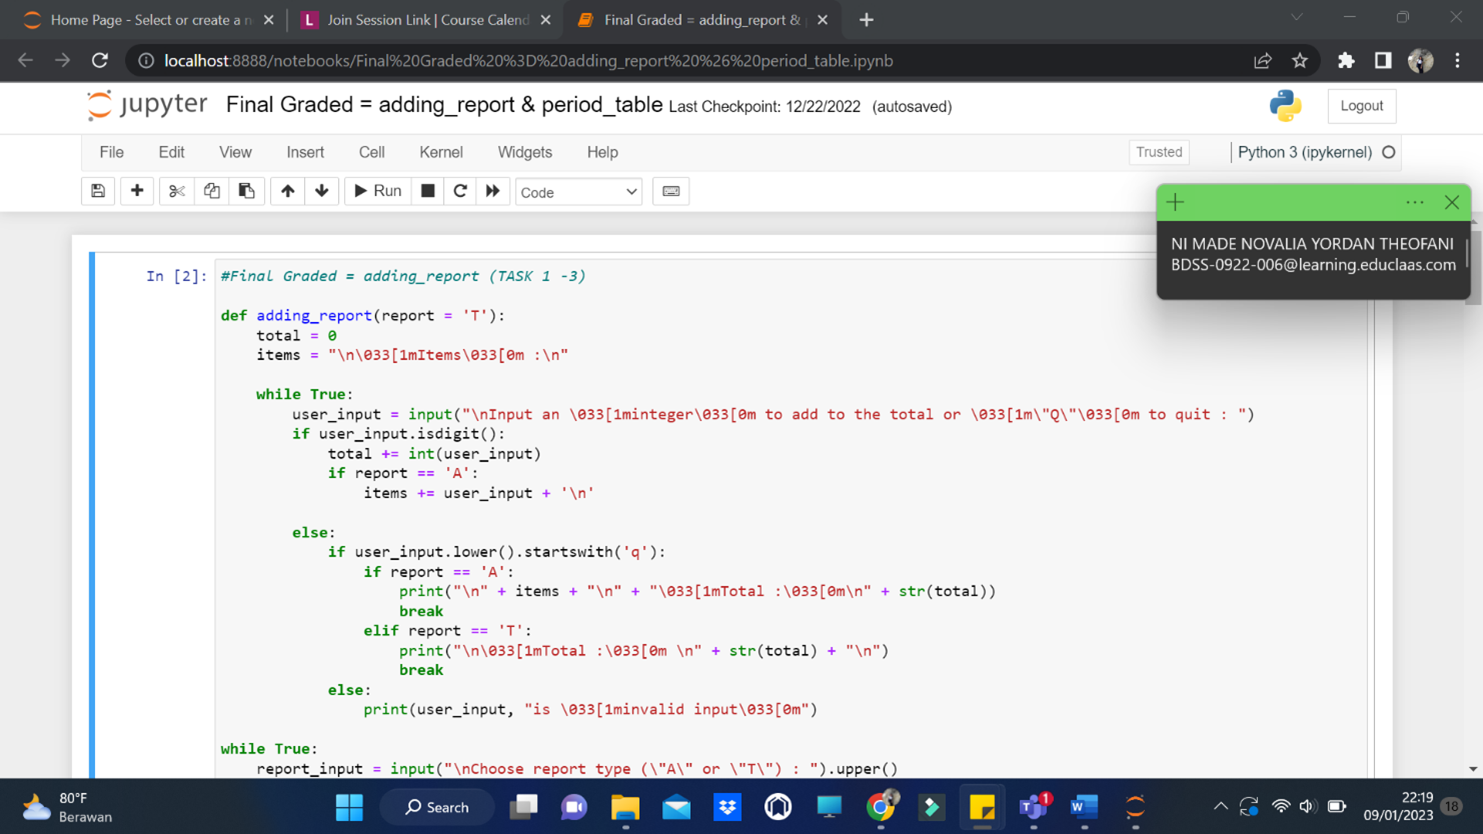 Home Page - Select or create a n
Join Session Link | Course Calend
Final Graded = adding_report &
localhost:8888/notebooks/Final%20Graded%20%3D%20adding_report%20%26%20period_table.ipynb
jupyter Final Graded = adding_report & period_table Last Checkpoint: 12/22/2022 (autosaved)
Logout
File Edit View Insert Cell Kernel Widgets Help
Trusted
Python 3 (ipykernel)
Run
Code
NI MADE NOVALIA YORDAN THEOFANI
BDSS-0922-006@learning.educlaas.com
In [2]: #Final Graded = adding_report (TASK 1 -3)
def adding_report(report = 'T'):
    total = 0
    items = "\n\033[1mItems\033[0m :\n"
    while True:
        user_input = input("\nInput an \033[1minteger\033[0m to add to the total or \033[1m\"Q\"\033[0m to quit : ")
        if user_input.isdigit():
            total += int(user_input)
            if report == 'A':
                items += user_input + '\n'
        else:
            if user_input.lower().startswith('q'):
                if report == 'A':
                    print("\n" + items + "\n" + "\033[1mTotal :\033[0m\n" + str(total))
                    break
                elif report == 'T':
                    print("\n\033[1mTotal :\033[0m \n" + str(total) + "\n")
                    break
            else:
                print(user_input, "is \033[1minvalid input\033[0m")
while True:
    report_input = input("\nChoose report type (\"A\" or \"T\") : ").upper()
80°F
Berawan
Search
1
22:19
09/01/2023
18